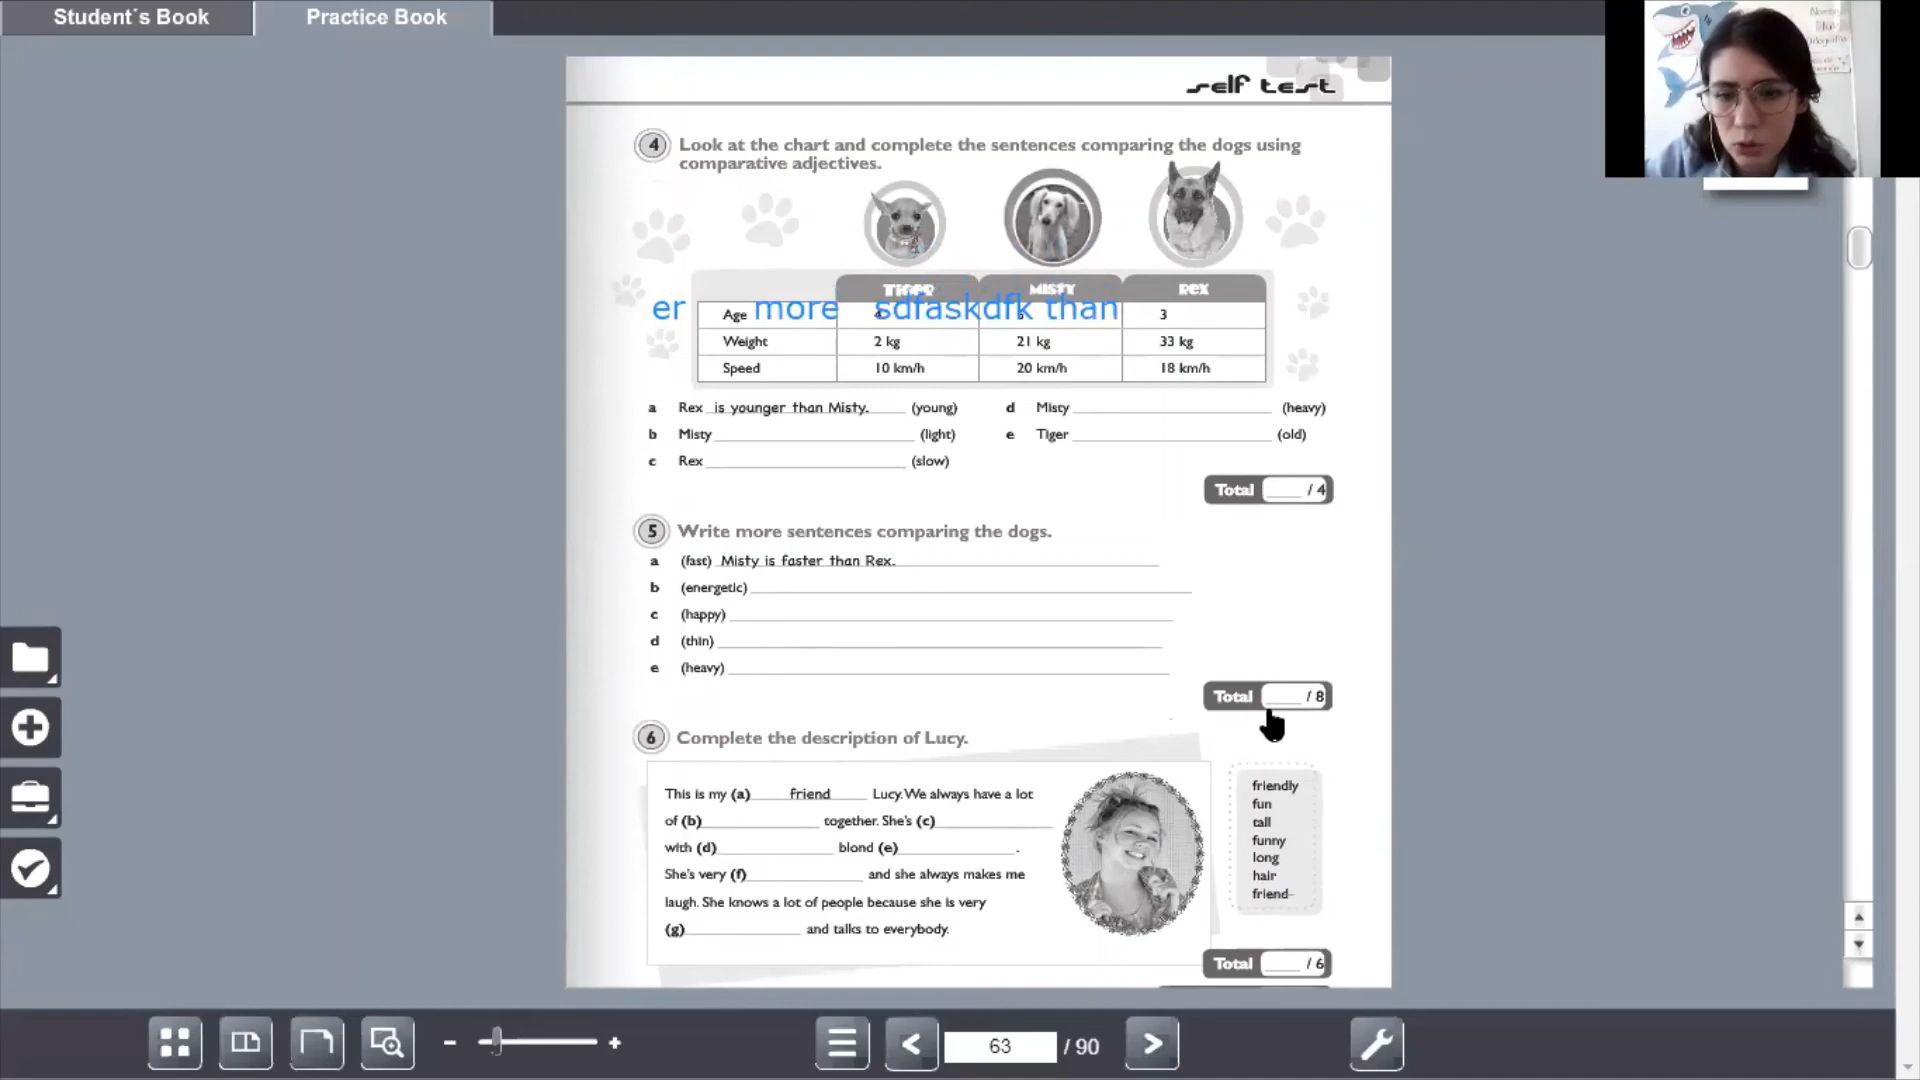 Student´s Book
Practice Book
self test
4 Look at the chart and complete the sentences comparing the dogs using
comparative adjectives.
TIGER MISTY REX
er more sdfaskdfk than
Age 3
Weight 2 kg 21 kg 33 kg
Speed 10 km/h 20 km/h 18 km/h
a Rex is younger than Misty. (young)
b Misty (light)
c Rex (slow)
d Misty (heavy)
e Tiger (old)
Total / 4
5 Write more sentences comparing the dogs.
a (fast) Misty is faster than Rex.
b (energetic)
c (happy)
d (thin)
e (heavy)
Total / 8
6 Complete the description of Lucy.
This is my (a) friend Lucy. We always have a lot
of (b) together. She's (c)
with (d) blond (e) .
She's very (f) and she always makes me
laugh. She knows a lot of people because she is very
(g) and talks to everybody.
friendly
fun
tall
funny
long
hair
friend
Total / 6
63 / 90